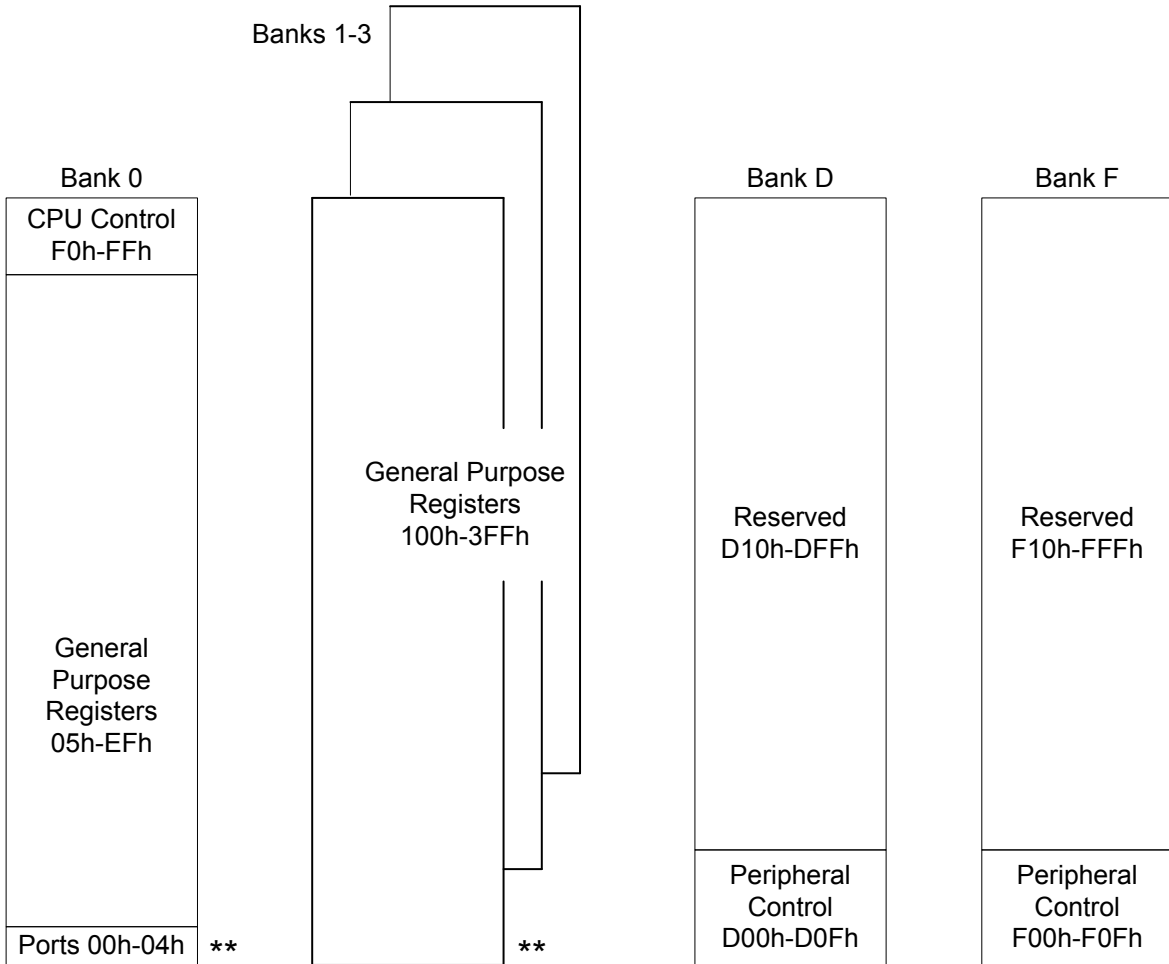 Banks 1-3
Bank 0
CPU Control
F0h-FFh
General
Purpose
Registers
05h-EFh
Ports 00h-04h
**
General Purpose
Registers
100h-3FFh
**
Bank D
Reserved
D10h-DFFh
Peripheral
Control
D00h-D0Fh
Bank F
Reserved
F10h-FFFh
Peripheral
Control
F00h-F0Fh